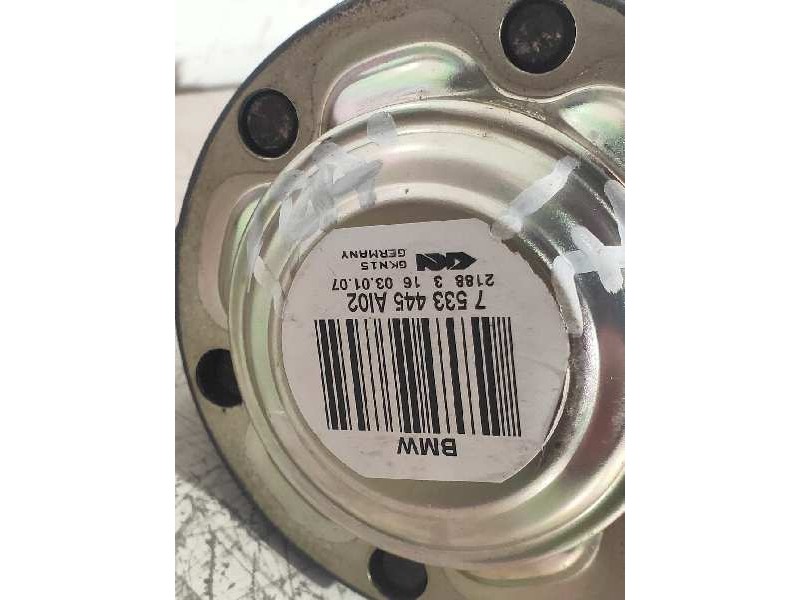 BMW
7 533 445 AI02
2188 3 16 03.01.07
GKN
GKN15
GERMANY